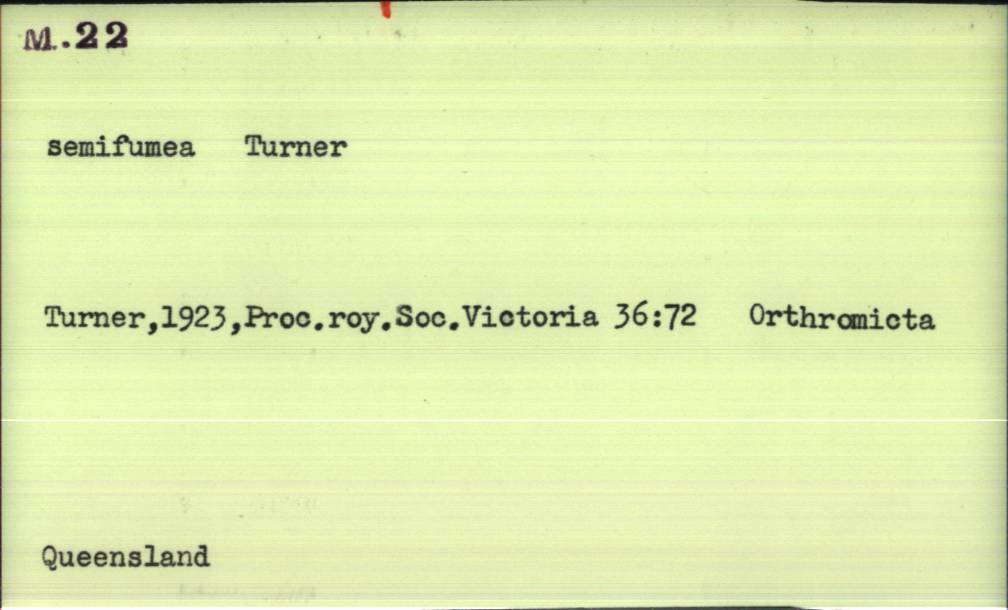 M.22
semifumea Turner
Turner,1923,Proc.roy.Soc.Victoria 36:72 Orthromicta
Queensland